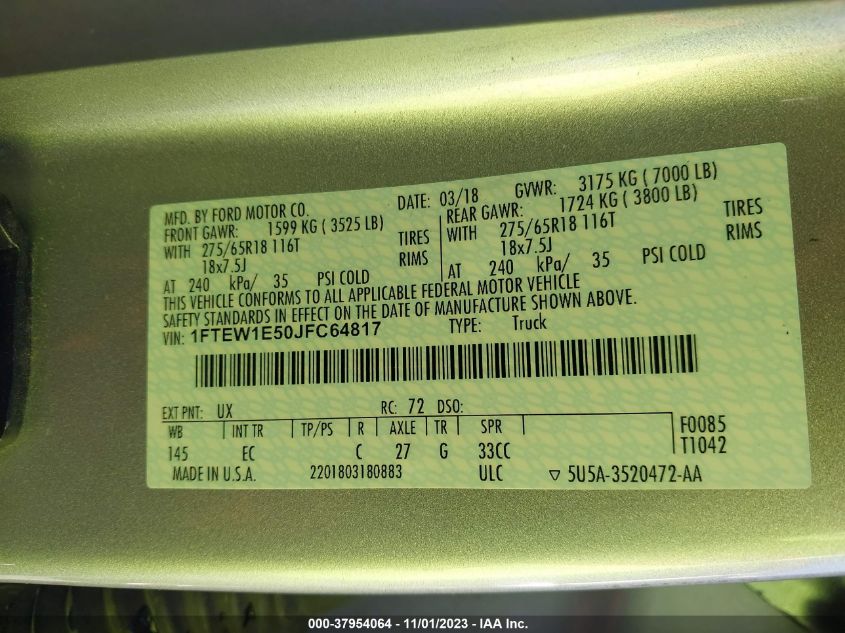 MFD. BY FORD MOTOR CO. DATE: 03/18 GVWR: 3175 KG ( 7000 LB)
FRONT GAWR: 1599 KG ( 3525 LB) REAR GAWR: 1724 KG ( 3800 LB)
WITH 275/65R18 116T TIRES WITH 275/65R18 116T TIRES
18x7.5J RIMS 18x7.5J RIMS
AT 240 kPa/ 35 PSI COLD AT 240 kPa/ 35 PSI COLD
THIS VEHICLE CONFORMS TO ALL APPLICABLE FEDERAL MOTOR VEHICLE
SAFETY STANDARDS IN EFFECT ON THE DATE OF MANUFACTURE SHOWN ABOVE.
VIN: 1FTEW1E50JFC64817 TYPE: Truck
EXT PNT: UX RC: 72 DSO:
WB INT TR TP/PS R AXLE TR SPR F0085
145 EC C 27 G 33CC T1042
MADE IN U.S.A. 2201803180883 ULC ▽ 5U5A-3520472-AA
000-37954064 - 11/01/2023 - IAA Inc.